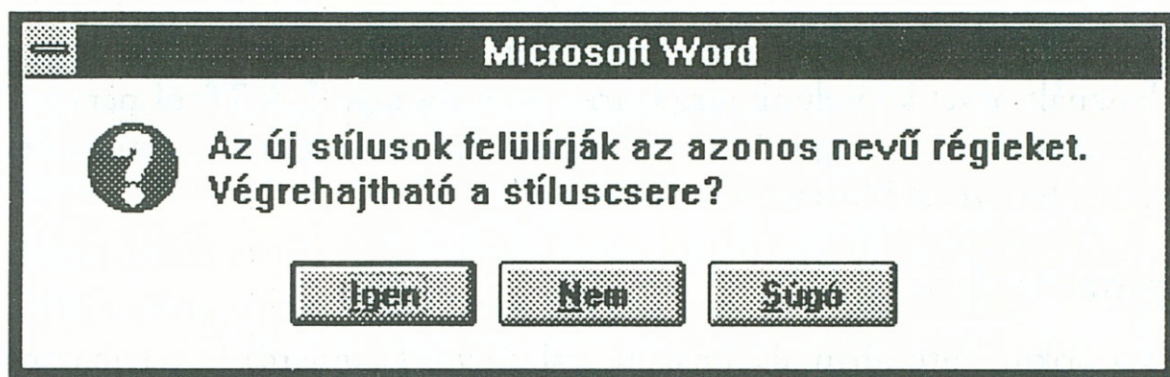 Microsoft Word
Az új stílusok felülírják az azonos nevű régieket.
Végrehajtható a stíluscsere?
Igen Nem Súgó